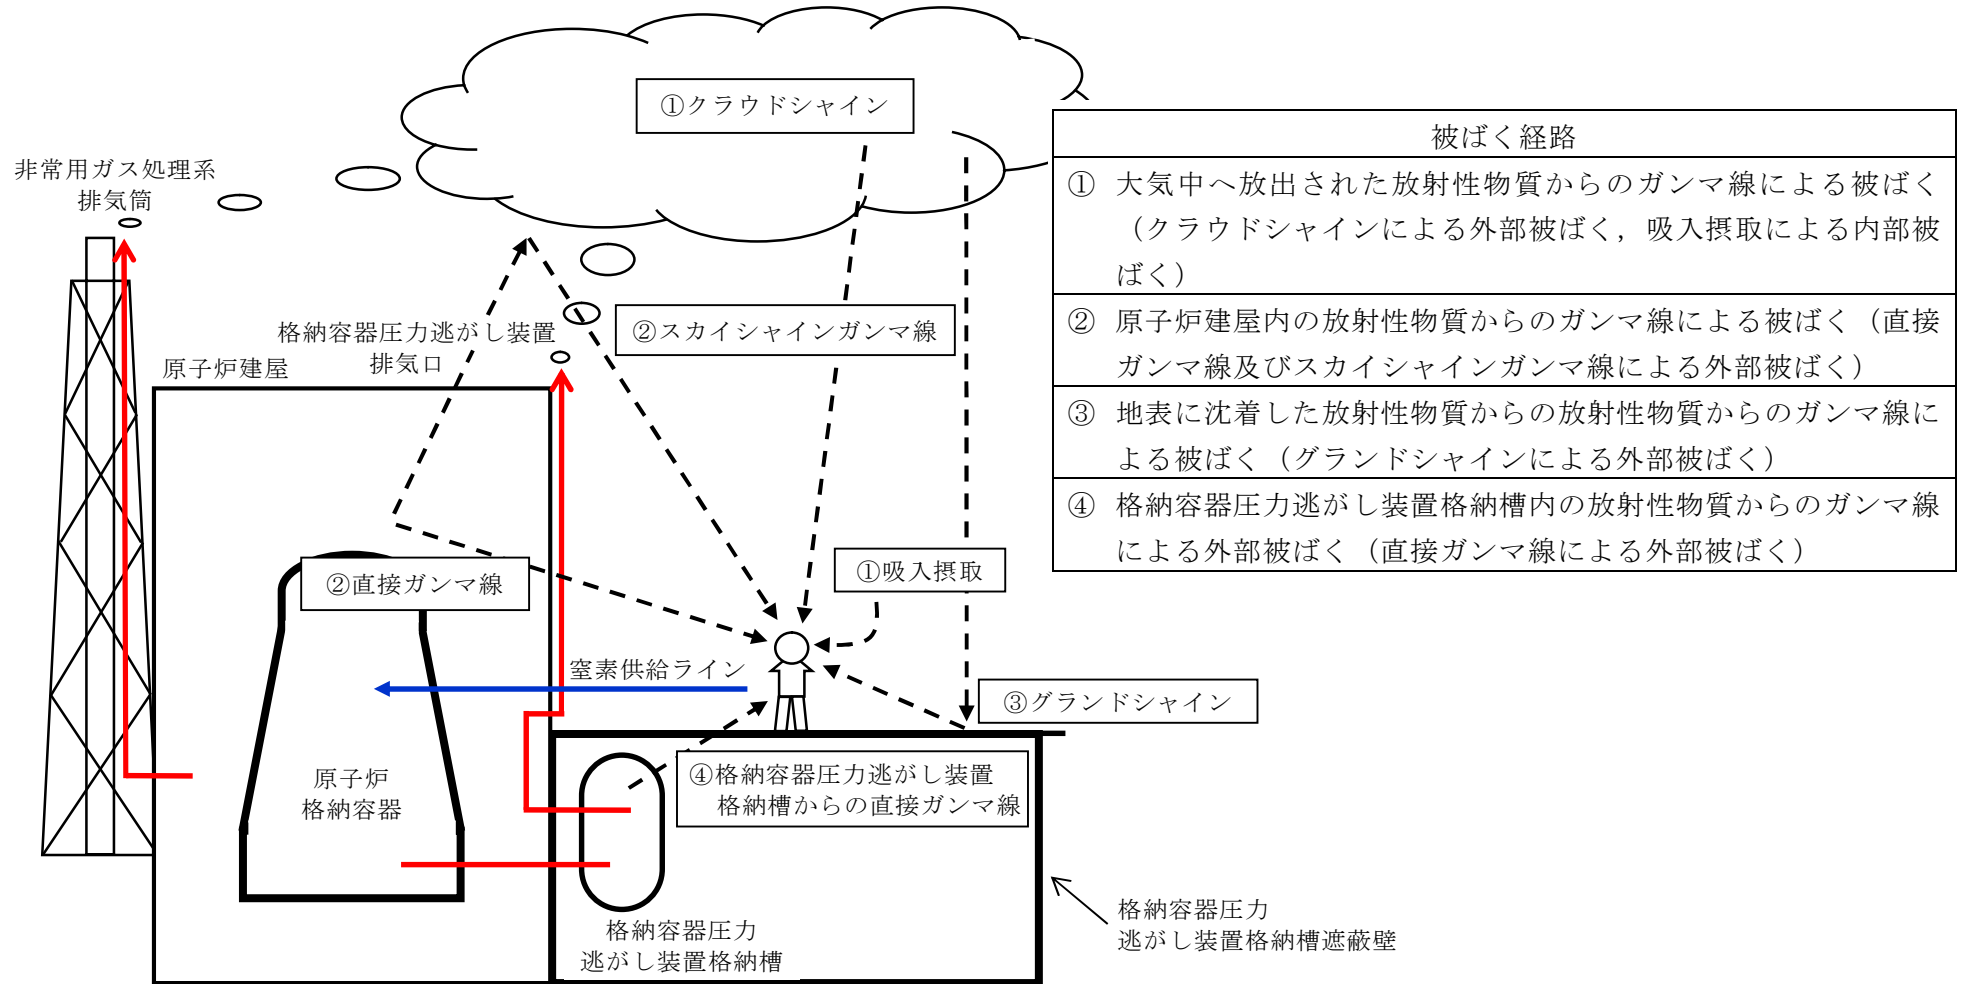 ①クラウドシャイン
非常用ガス処理系
排気筒
格納容器圧力逃がし装置
排気口
原子炉建屋
②スカイシャインガンマ線
②直接ガンマ線
①吸入摂取
窒素供給ライン
③グランドシャイン
④格納容器圧力逃がし装置
格納槽からの直接ガンマ線
原子炉
格納容器
格納容器圧力
逃がし装置格納槽
格納容器圧力
逃がし装置格納槽遮蔽壁
被ばく経路
① 大気中へ放出された放射性物質からのガンマ線による被ばく
（クラウドシャインによる外部被ばく，吸入摂取による内部被
ばく）
② 原子炉建屋内の放射性物質からのガンマ線による被ばく（直接
ガンマ線及びスカイシャインガンマ線による外部被ばく）
③ 地表に沈着した放射性物質からの放射性物質からのガンマ線に
よる被ばく（グランドシャインによる外部被ばく）
④ 格納容器圧力逃がし装置格納槽内の放射性物質からのガンマ線
による外部被ばく（直接ガンマ線による外部被ばく）